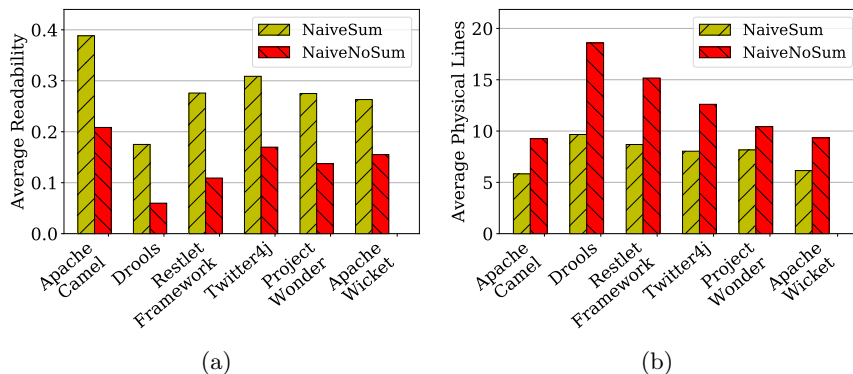 Average Readability
0.4
0.3
0.2
0.1
0.0
NaiveSum
NaiveNoSum
Apache
Camel
Drools
Restlet
Framework
Twitter4j
Project
Wonder
Apache
Wicket
(a)
Average Physical Lines
20
15
10
5
0
NaiveSum
NaiveNoSum
Apache
Camel
Drools
Restlet
Framework
Twitter4j
Project
Wonder
Apache
Wicket
(b)